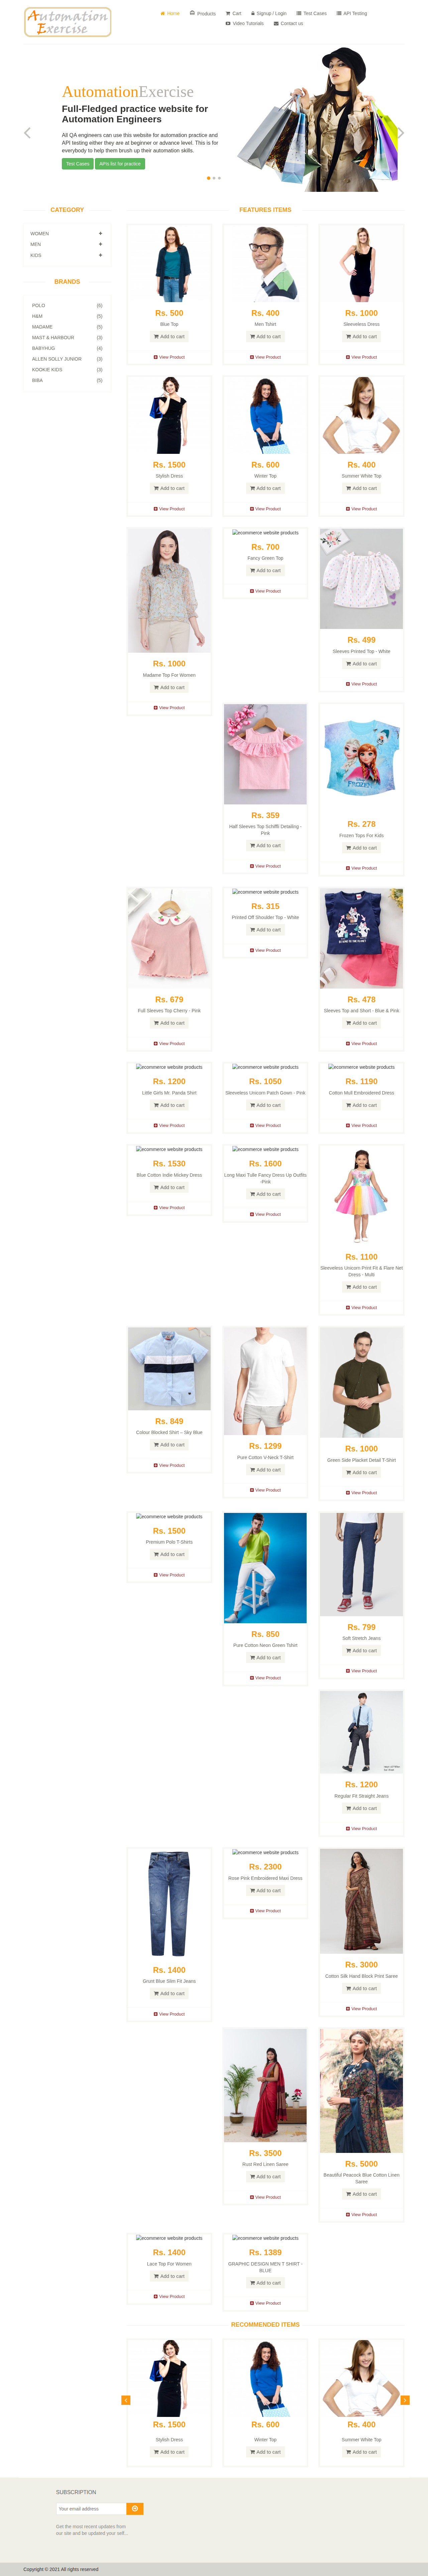 Automation
Exercise
Home
Products
Cart
Signup / Login
Test Cases
API Testing
Video Tutorials
Contact us
AutomationExercise
Full-Fledged practice website for
Automation Engineers
All QA engineers can use this website for automation practice and
API testing either they are at beginner or advance level. This is for
everybody to help them brush up their automation skills.
Test Cases
APIs list for practice
CATEGORY
WOMEN
MEN
KIDS
BRANDS
POLO (6)
H&M (5)
MADAME (5)
MAST & HARBOUR (3)
BABYHUG (4)
ALLEN SOLLY JUNIOR (3)
KOOKIE KIDS (3)
BIBA (5)
FEATURES ITEMS
Rs. 500
Blue Top
Add to cart
View Product
Rs. 400
Men Tshirt
Add to cart
View Product
Rs. 1000
Sleeveless Dress
Add to cart
View Product
Rs. 1500
Stylish Dress
Add to cart
View Product
Rs. 600
Winter Top
Add to cart
View Product
Rs. 400
Summer White Top
Add to cart
View Product
Rs. 1000
Madame Top For Women
Add to cart
View Product
ecommerce website products
Rs. 700
Fancy Green Top
Add to cart
View Product
Rs. 499
Sleeves Printed Top - White
Add to cart
View Product
Rs. 359
Half Sleeves Top Schiffli Detailing -
Pink
Add to cart
View Product
FROZEN
Rs. 278
Frozen Tops For Kids
Add to cart
View Product
Rs. 679
Full Sleeves Top Cherry - Pink
Add to cart
View Product
ecommerce website products
Rs. 315
Printed Off Shoulder Top - White
Add to cart
View Product
Rs. 478
Sleeves Top and Short - Blue & Pink
Add to cart
View Product
ecommerce website products
Rs. 1200
Little Girls Mr. Panda Shirt
Add to cart
View Product
ecommerce website products
Rs. 1050
Sleeveless Unicorn Patch Gown - Pink
Add to cart
View Product
ecommerce website products
Rs. 1190
Cotton Mull Embroidered Dress
Add to cart
View Product
ecommerce website products
Rs. 1530
Blue Cotton Indie Mickey Dress
Add to cart
View Product
ecommerce website products
Rs. 1600
Long Maxi Tulle Fancy Dress Up Outfits
-Pink
Add to cart
View Product
Rs. 1100
Sleeveless Unicorn Print Fit & Flare Net
Dress - Multi
Add to cart
View Product
Rs. 849
Colour Blocked Shirt – Sky Blue
Add to cart
View Product
Rs. 1299
Pure Cotton V-Neck T-Shirt
Add to cart
View Product
Rs. 1000
Green Side Placket Detail T-Shirt
Add to cart
View Product
ecommerce website products
Rs. 1500
Premium Polo T-Shirts
Add to cart
View Product
Rs. 850
Pure Cotton Neon Green Tshirt
Add to cart
View Product
Rs. 799
Soft Stretch Jeans
Add to cart
View Product
Rs. 1200
Regular Fit Straight Jeans
Add to cart
View Product
Rs. 1400
Grunt Blue Slim Fit Jeans
Add to cart
View Product
ecommerce website products
Rs. 2300
Rose Pink Embroidered Maxi Dress
Add to cart
View Product
Rs. 3000
Cotton Silk Hand Block Print Saree
Add to cart
View Product
Rs. 3500
Rust Red Linen Saree
Add to cart
View Product
Rs. 5000
Beautiful Peacock Blue Cotton Linen
Saree
Add to cart
View Product
ecommerce website products
Rs. 1400
Lace Top For Women
Add to cart
View Product
ecommerce website products
Rs. 1389
GRAPHIC DESIGN MEN T SHIRT -
BLUE
Add to cart
View Product
RECOMMENDED ITEMS
Rs. 1500
Stylish Dress
Add to cart
Rs. 600
Winter Top
Add to cart
Rs. 400
Summer White Top
Add to cart
SUBSCRIPTION
Your email address
Get the most recent updates from
our site and be updated your self...
Copyright © 2021 All rights reserved